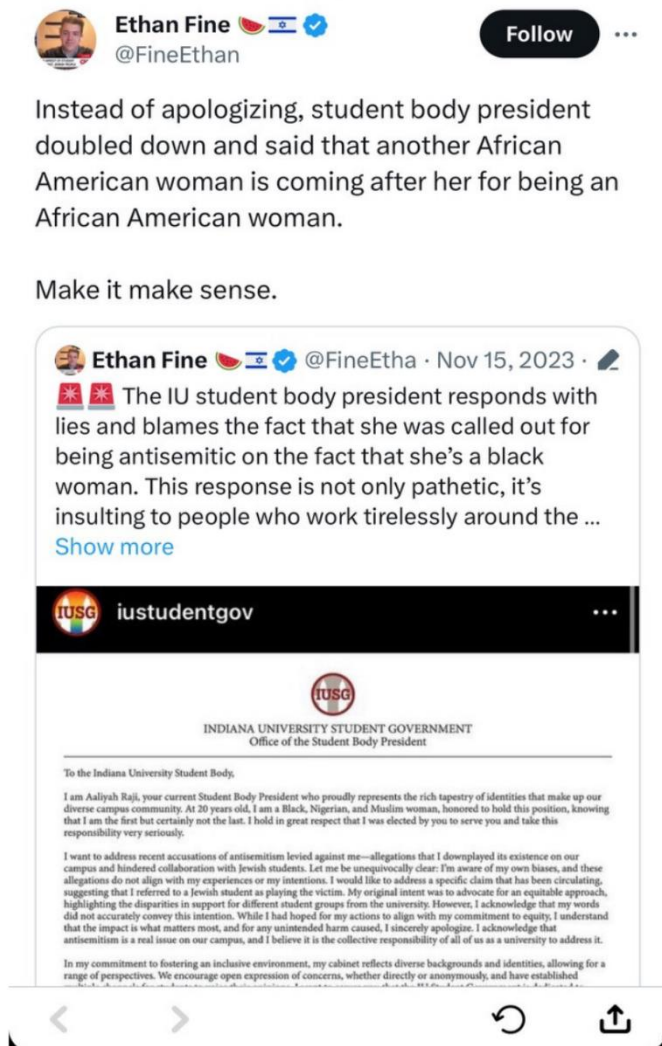 Ethan Fine 🍉🇮🇱
@FineEthan
Follow
Instead of apologizing, student body president
doubled down and said that another African
American woman is coming after her for being an
African American woman.
Make it make sense.
Ethan Fine 🍉🇮🇱 @FineEtha · Nov 15, 2023 ·
🚨🚨 The IU student body president responds with
lies and blames the fact that she was called out for
being antisemitic on the fact that she's a black
woman. This response is not only pathetic, it's
insulting to people who work tirelessly around the ...
Show more
IUSG iustudentgov
IUSG
INDIANA UNIVERSITY STUDENT GOVERNMENT
Office of the Student Body President
To the Indiana University Student Body,
I am Aaliyah Raji, your current Student Body President who proudly represents the rich tapestry of identities that make up our
diverse campus community. At 20 years old, I am a Black, Nigerian, and Muslim woman, honored to hold this position, knowing
that I am the first but certainly not the last. I hold in great respect that I was elected by you to serve you and take this
responsibility very seriously.
I want to address recent accusations of antisemitism levied against me—allegations that I downplayed its existence on our
campus and hindered collaboration with Jewish students. Let me be unequivocally clear: I'm aware of my own biases, and these
allegations do not align with my experiences or my intentions. I would like to address a specific claim that has been circulating,
suggesting that I referred to a Jewish student as playing the victim. My original intent was to advocate for an equitable approach,
highlighting the disparities in support for different student groups from the university. However, I acknowledge that my words
did not accurately convey this intention. While I had hoped for my actions to align with my commitment to equity, I understand
that the impact is what matters most, and for any unintended harm caused, I sincerely apologize. I acknowledge that
antisemitism is a real issue on our campus, and I believe it is the collective responsibility of all of us as a university to address it.
In my commitment to fostering an inclusive environment, my cabinet reflects diverse backgrounds and identities, allowing for a
range of perspectives. We encourage open expression of concerns, whether directly or anonymously, and have established